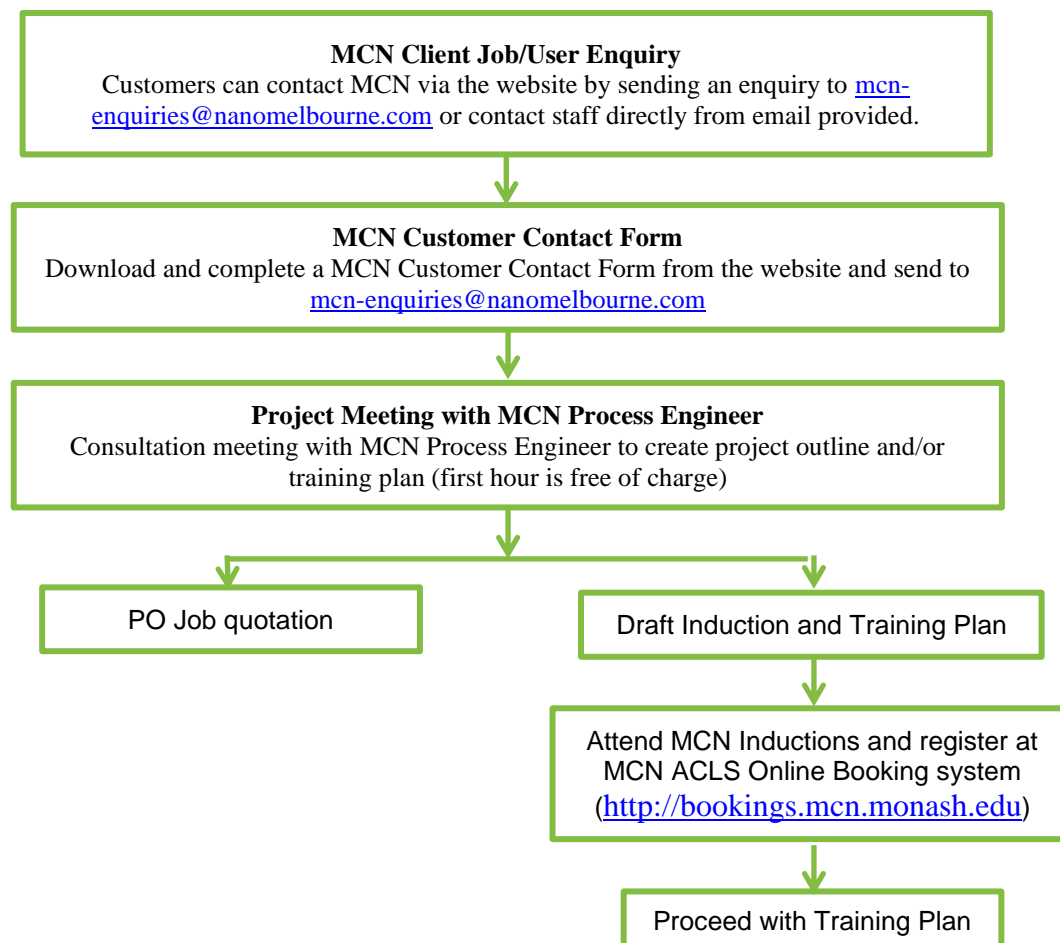 MCN Client Job/User Enquiry
Customers can contact MCN via the website by sending an enquiry to mcn-
enquiries@nanomelbourne.com or contact staff directly from email provided.
MCN Customer Contact Form
Download and complete a MCN Customer Contact Form from the website and send to
mcn-enquiries@nanomelbourne.com
Project Meeting with MCN Process Engineer
Consultation meeting with MCN Process Engineer to create project outline and/or
training plan (first hour is free of charge)
PO Job quotation
Draft Induction and Training Plan
Attend MCN Inductions and register at
MCN ACLS Online Booking system
(http://bookings.mcn.monash.edu)
Proceed with Training Plan